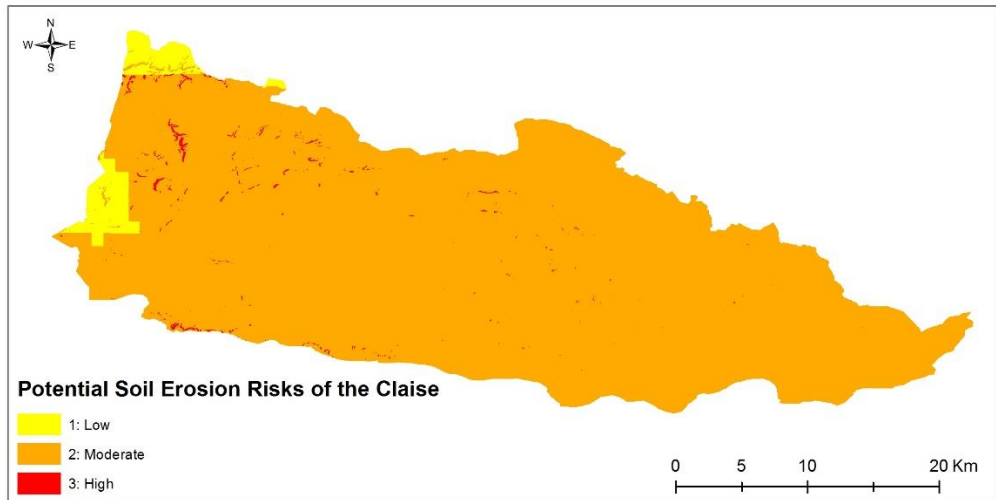 N
W E
S
Potential Soil Erosion Risks of the Claise
1: Low
2: Moderate
3: High
0 5 10 20 Km